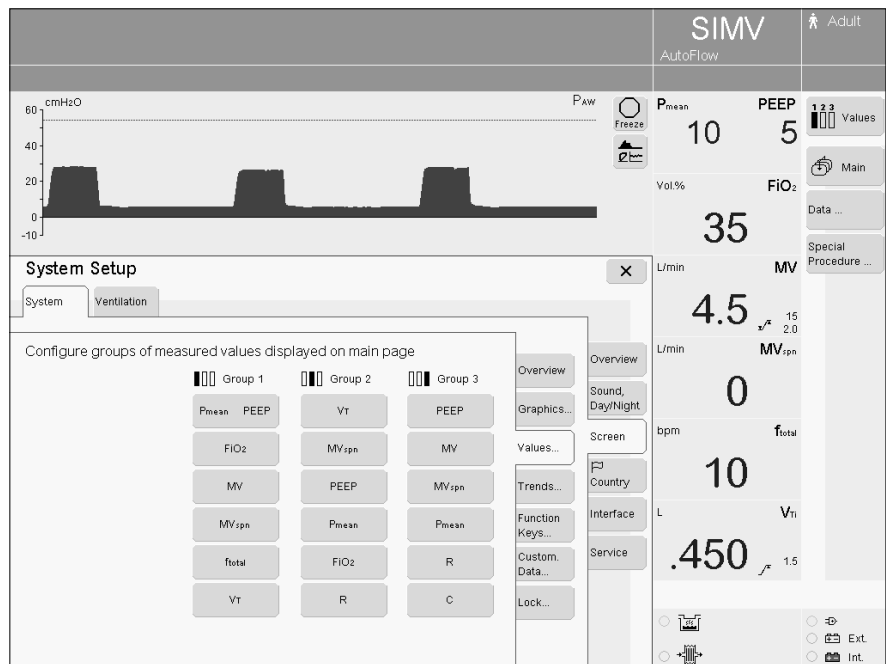 SIMV
AutoFlow
Adult
cmH2O
PAW
60
40
20
0
-10
Freeze
Pmean PEEP
10 5
Vol.% FiO2
35
L/min MV
4.5
15
2.0
L/min MVspn
0
bpm ftotal
10
L VTi
.450
1.5
1 2 3
Values
Main
Data ...
Special
Procedure ...
System Setup
System Ventilation
Configure groups of measured values displayed on main page
Group 1 Group 2 Group 3
Pmean PEEP VT PEEP
FiO2 MVspn MV
MV PEEP MVspn
MVspn Pmean Pmean
ftotal FiO2 R
VT R C
Overview
Graphics...
Values...
Trends...
Function
Keys...
Custom.
Data...
Lock...
Overview
Sound,
Day/Night
Screen
Country
Interface
Service
Ext.
Int.